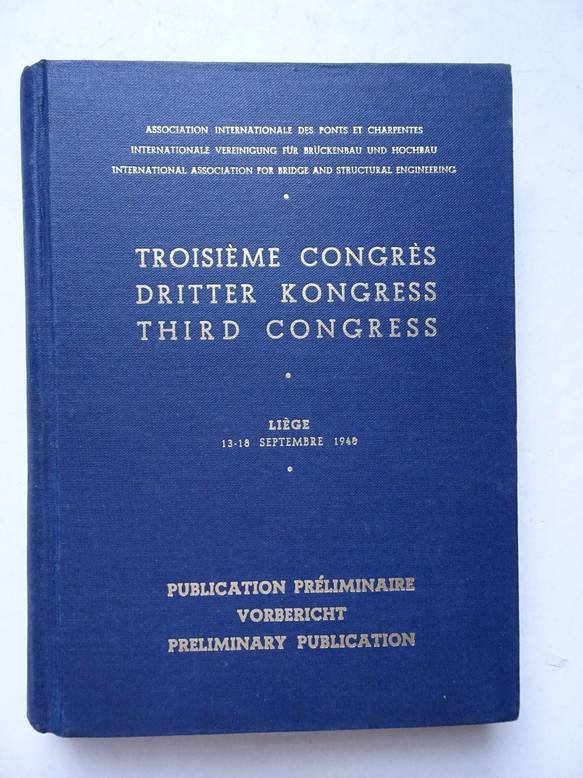 ASSOCIATION INTERNATIONALE DES PONTS ET CHARPENTES
INTERNATIONALE VEREINIGUNG FÜR BRÜCKENBAU UND HOCHBAU
INTERNATIONAL ASSOCIATION FOR BRIDGE AND STRUCTURAL ENGINEERING
TROISIÈME CONGRÈS
DRITTER KONGRESS
THIRD CONGRESS
LIÈGE
13-18 SEPTEMBRE 1948
PUBLICATION PRÉLIMINAIRE
VORBERICHT
PRELIMINARY PUBLICATION